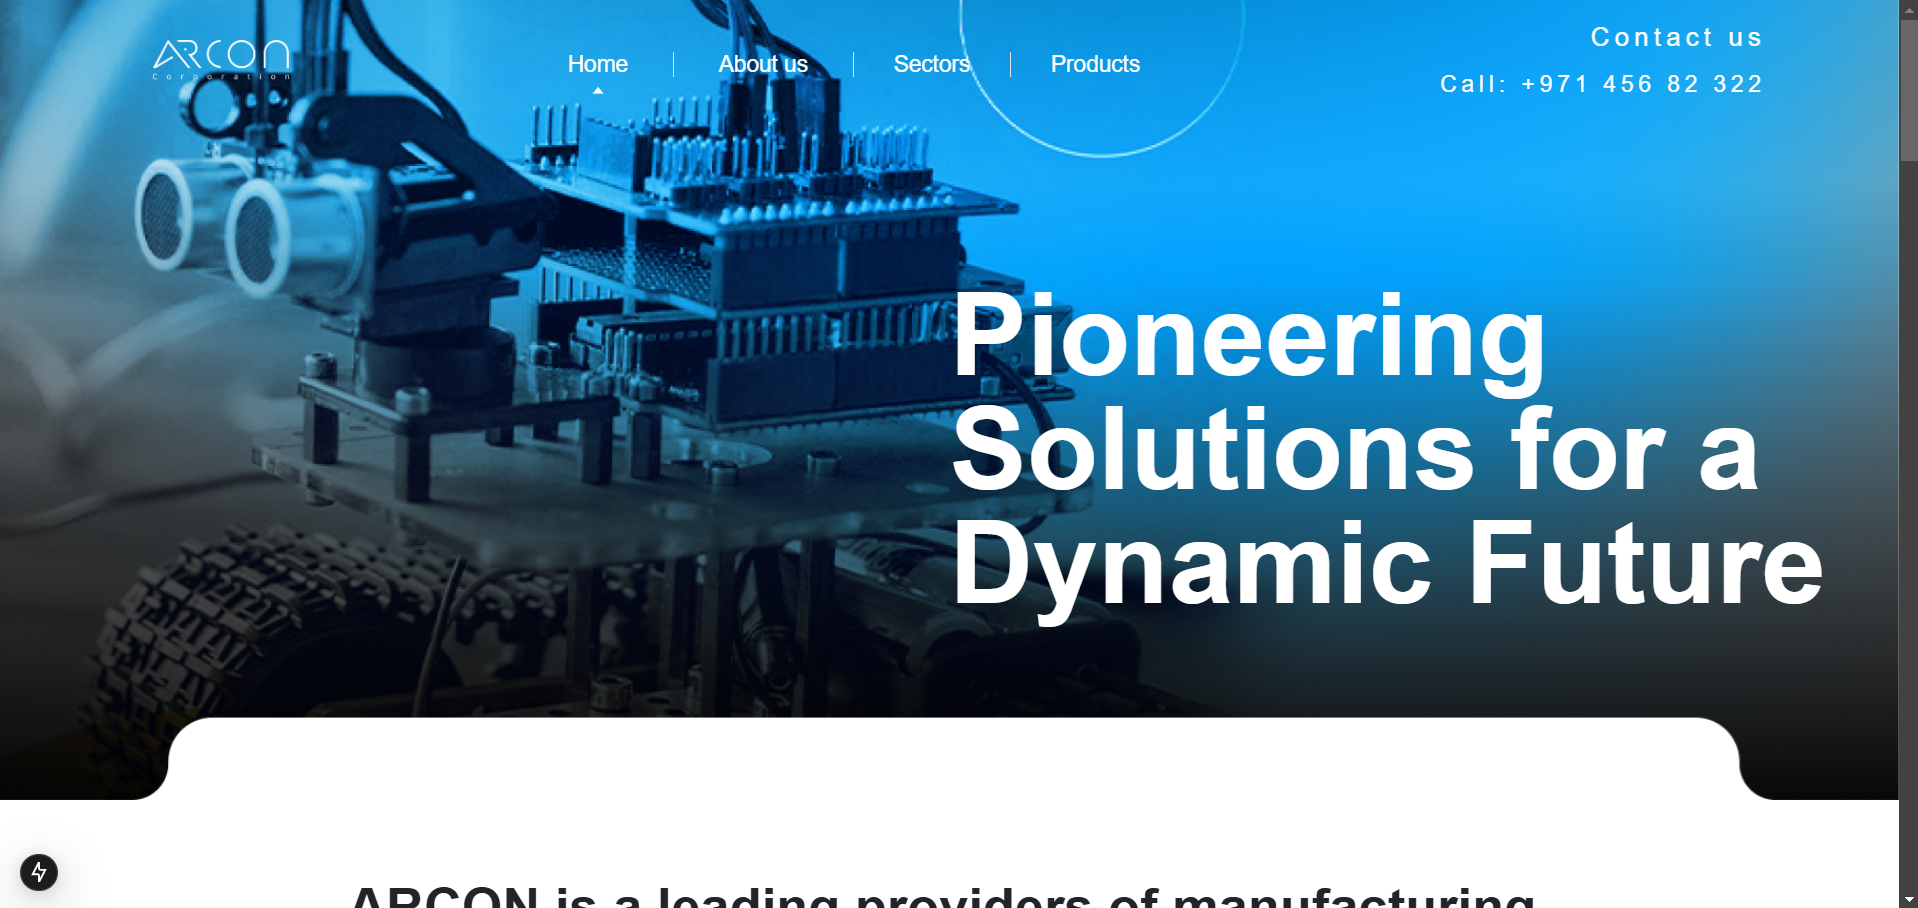 ARCON
Corporation
Home
About us
Sectors
Products
Contact us
Call: +971 456 82 322
Pioneering
Solutions for a
Dynamic Future
ARCON is a leading providers of manufacturing